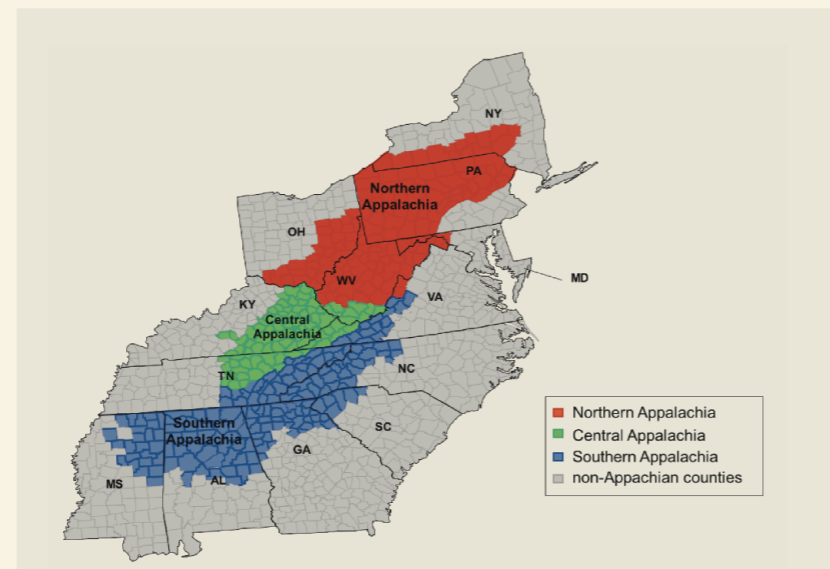 NY
PA
Northern
Appalachia
OH
WV
MD
VA
KY
Central
Appalachia
TN
NC
Southern
Appalachia
SC
GA
MS
AL
Northern Appalachia
Central Appalachia
Southern Appalachia
non-Appachian counties